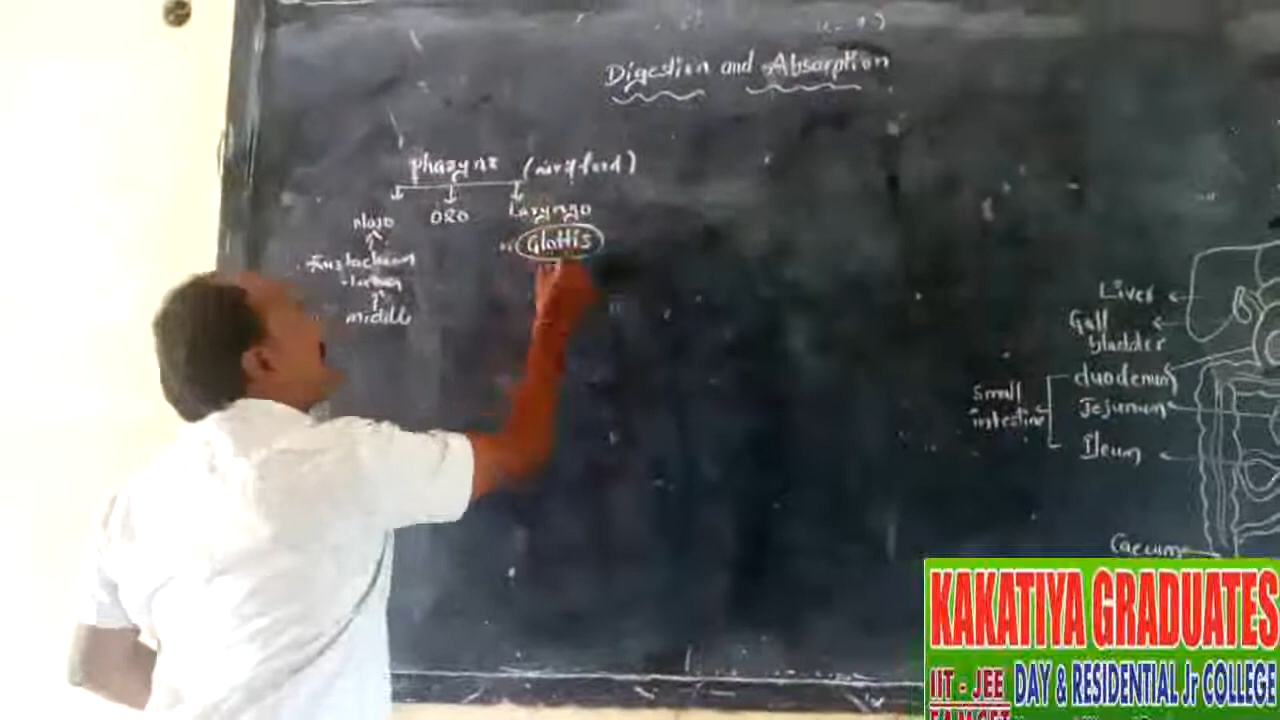 Digestion and Absorption
Pharynx (air & food)
Naso
ORO
Laryngo
Glottis
middle
Liver
Gall
bladder
duodenum
Small
intestine
Jejunum
Ileum
Caecum
KAKATIYA GRADUATES
IIT - JEE DAY & RESIDENTIAL Jr COLLEGE
EAMCET